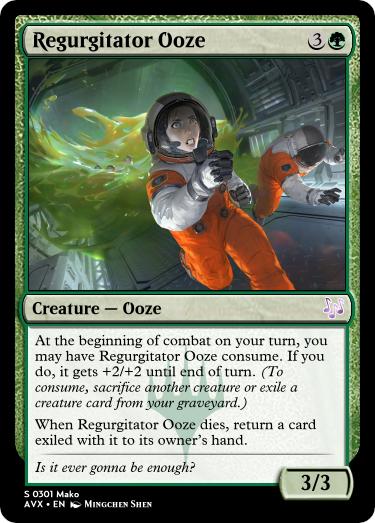 Regurgitator Ooze 3
Creature — Ooze
At the beginning of combat on your turn, you
may have Regurgitator Ooze consume. If you
do, it gets +2/+2 until end of turn. (To
consume, sacrifice another creature or exile a
creature card from your graveyard.)
When Regurgitator Ooze dies, return a card
exiled with it to its owner's hand.
Is it ever gonna be enough?
3/3
S 0301 Mako
AVX • EN Mingchen Shen